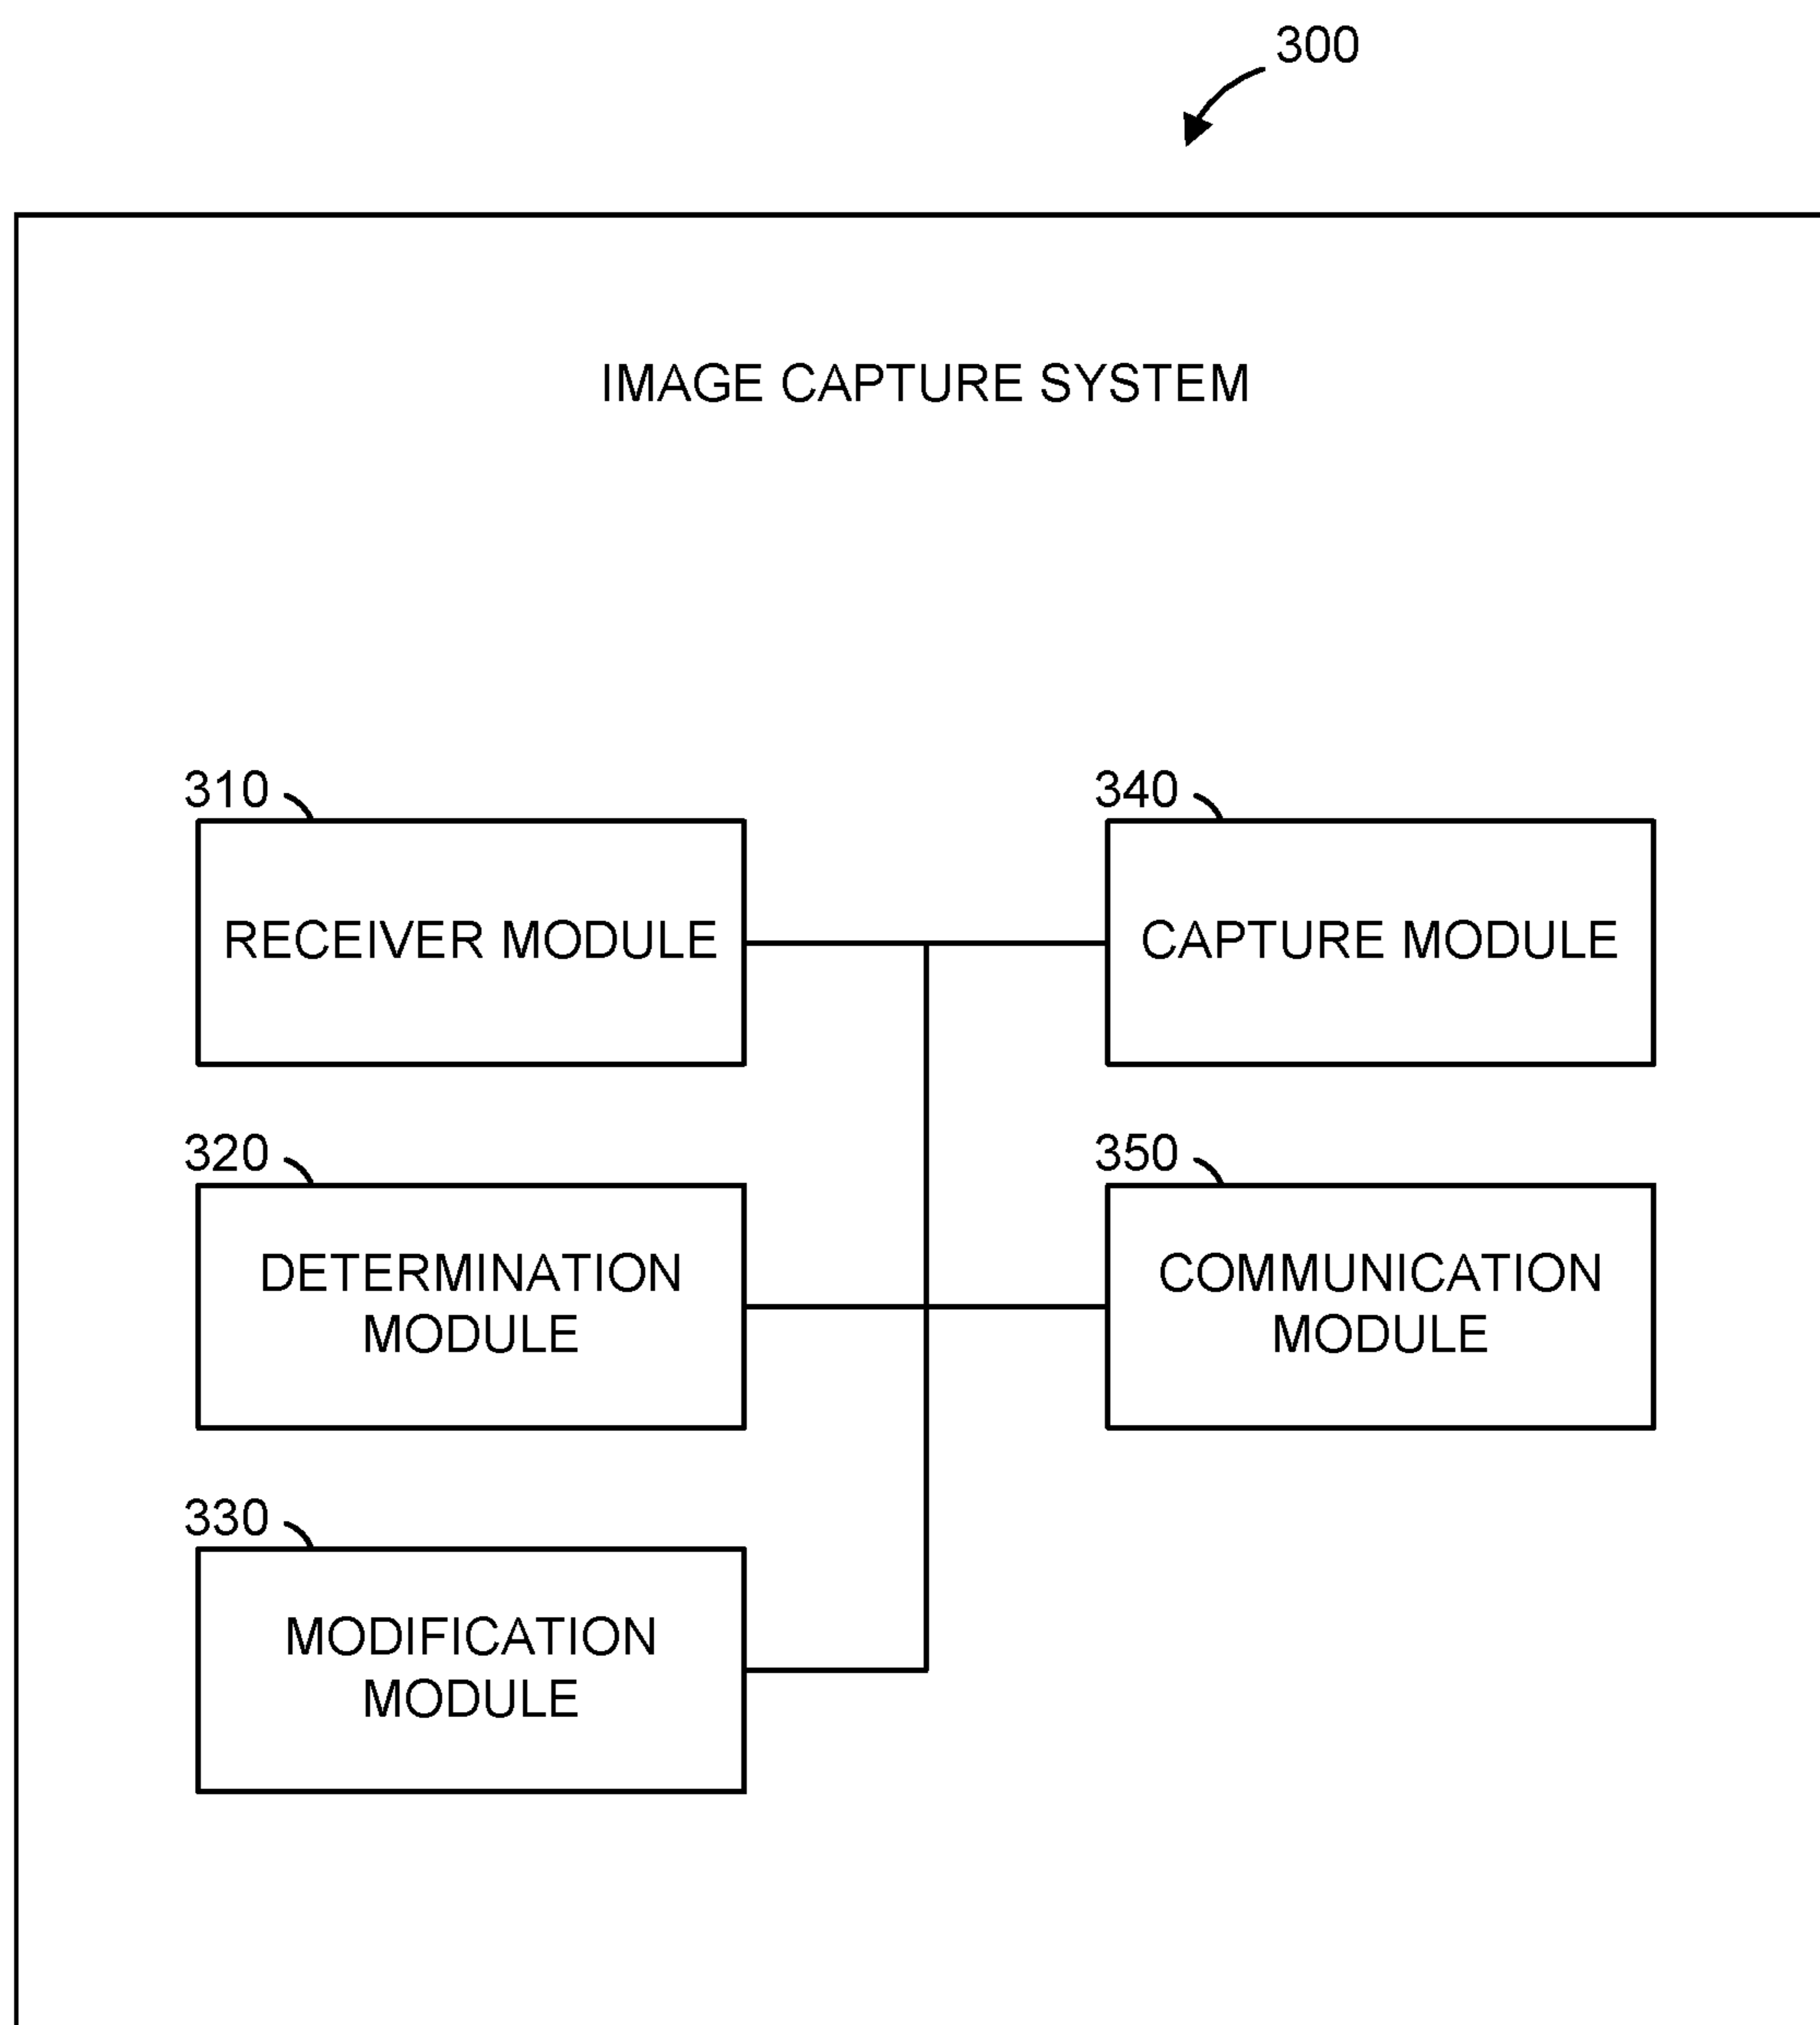 300
IMAGE CAPTURE SYSTEM
310
RECEIVER MODULE
340
CAPTURE MODULE
320
DETERMINATION
MODULE
350
COMMUNICATION
MODULE
330
MODIFICATION
MODULE